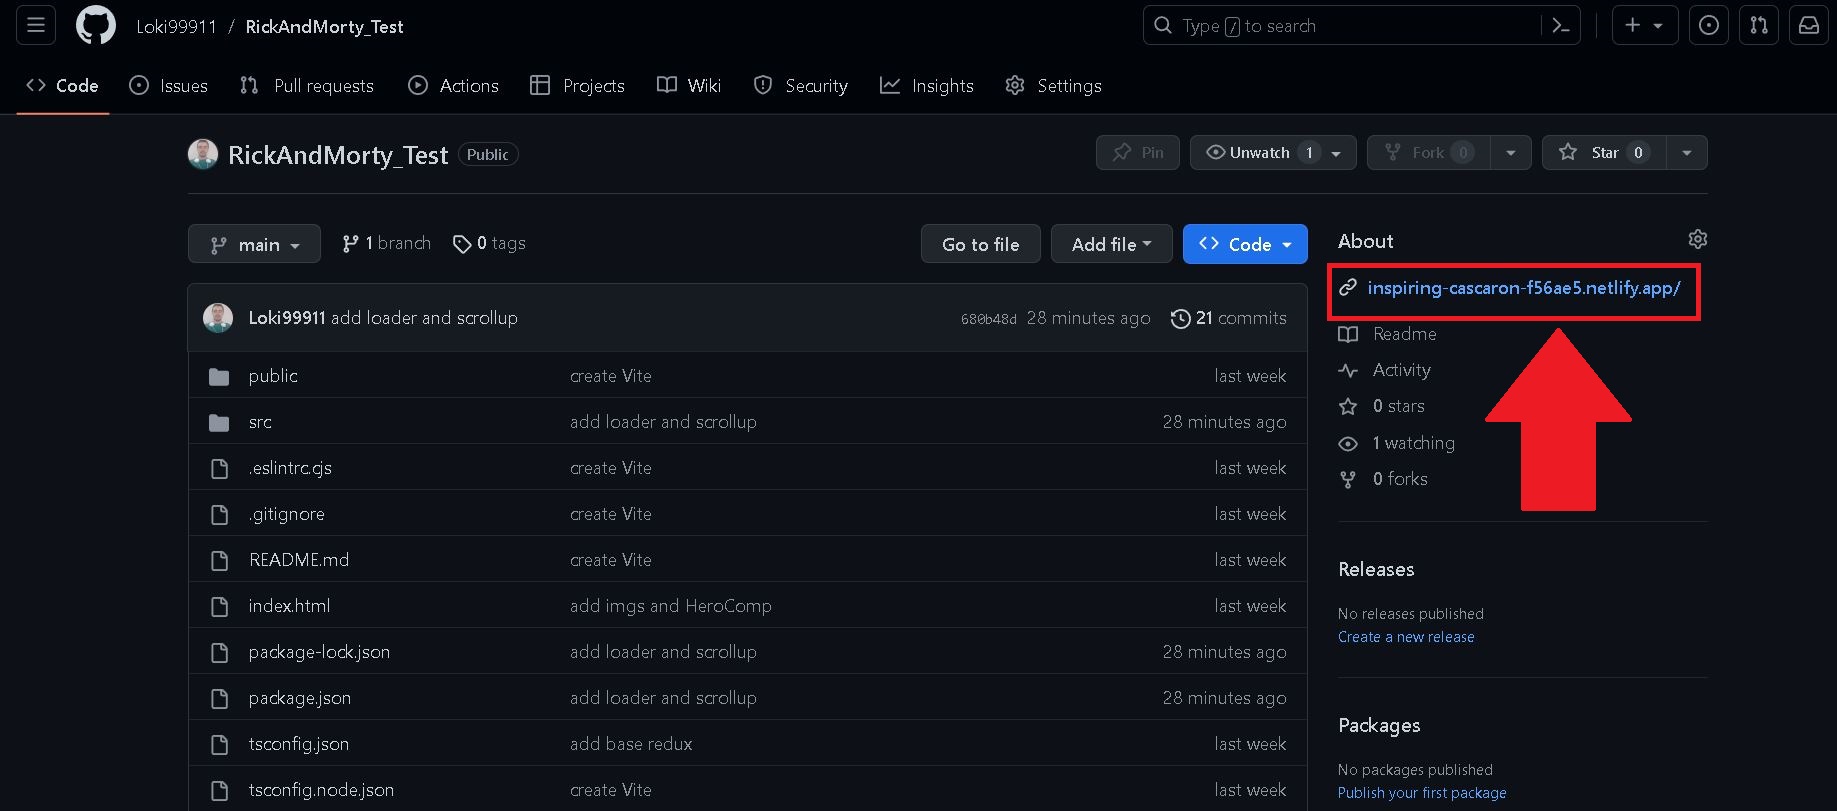 Loki99911 / RickAndMorty_Test
Type / to search
Code Issues Pull requests Actions Projects Wiki Security Insights Settings
RickAndMorty_Test Public
Pin Unwatch 1 Fork 0 Star 0
main 1 branch 0 tags Go to file Add file Code
Loki99911 add loader and scrollup 680b48d 28 minutes ago 21 commits
public create Vite last week
src add loader and scrollup 28 minutes ago
.eslintrc.cjs create Vite last week
.gitignore create Vite last week
README.md create Vite last week
index.html add imgs and HeroComp last week
package-lock.json add loader and scrollup 28 minutes ago
package.json add loader and scrollup 28 minutes ago
tsconfig.json add base redux last week
tsconfig.node.json create Vite last week
About
inspiring-cascaron-f56ae5.netlify.app/
Readme
Activity
0 stars
1 watching
0 forks
Releases
No releases published
Create a new release
Packages
No packages published
Publish your first package